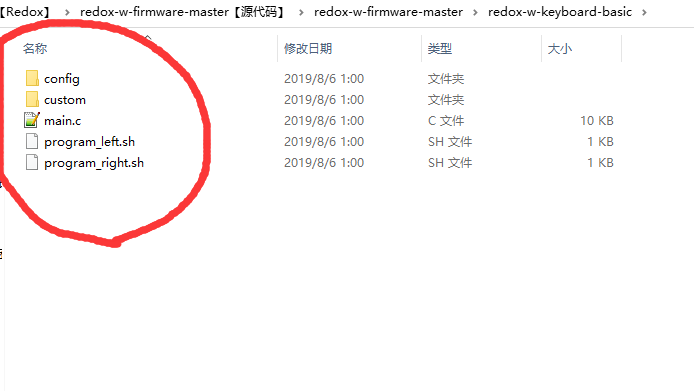 【Redox】 > redox-w-firmware-master【源代码】 > redox-w-firmware-master > redox-w-keyboard-basic >
名称 修改日期 类型 大小
config 2019/8/6 1:00 文件夹
custom 2019/8/6 1:00 文件夹
main.c 2019/8/6 1:00 C 文件 10 KB
program_left.sh 2019/8/6 1:00 SH 文件 1 KB
program_right.sh 2019/8/6 1:00 SH 文件 1 KB